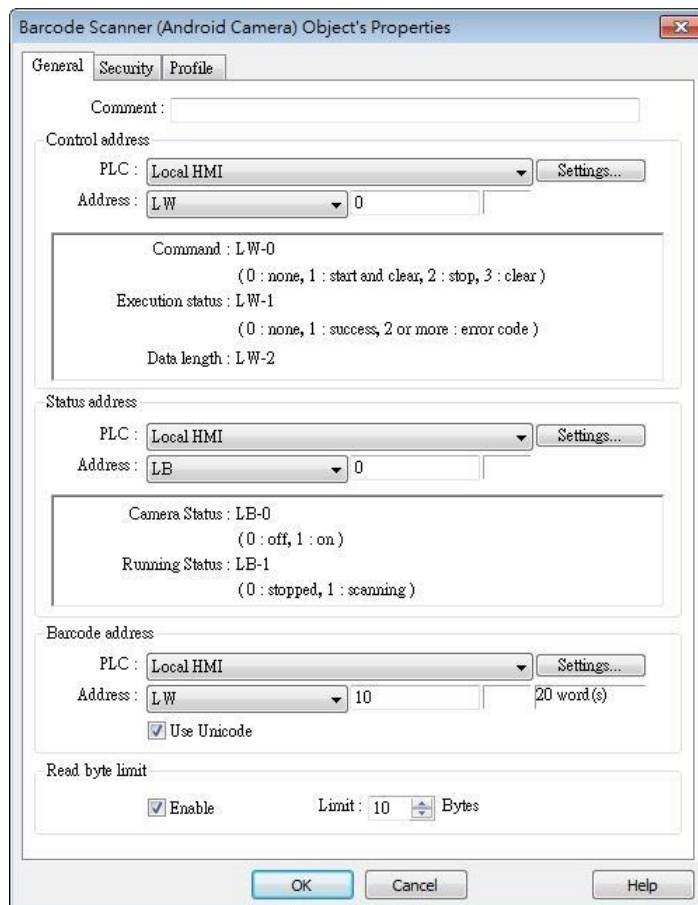 Barcode Scanner (Android Camera) Object's Properties
General Security Profile
Comment :
Control address
PLC : Local HMI Settings...
Address : LW 0
Command : LW-0
( 0 : none, 1 : start and clear, 2 : stop, 3 : clear )
Execution status : LW-1
( 0 : none, 1 : success, 2 or more : error code )
Data length : LW-2
Status address
PLC : Local HMI Settings...
Address : LB 0
Camera Status : LB-0
( 0 : off, 1 : on )
Running Status : LB-1
( 0 : stopped, 1 : scanning )
Barcode address
PLC : Local HMI Settings...
Address : LW 10 20 word(s)
Use Unicode
Read byte limit
Enable Limit : 10 Bytes
OK Cancel Help